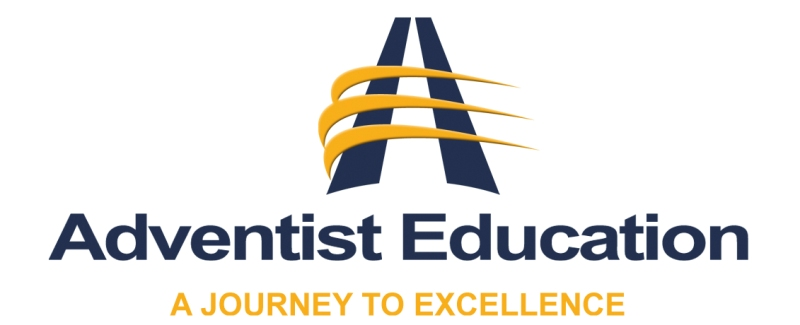 Adventist Education
A JOURNEY TO EXCELLENCE